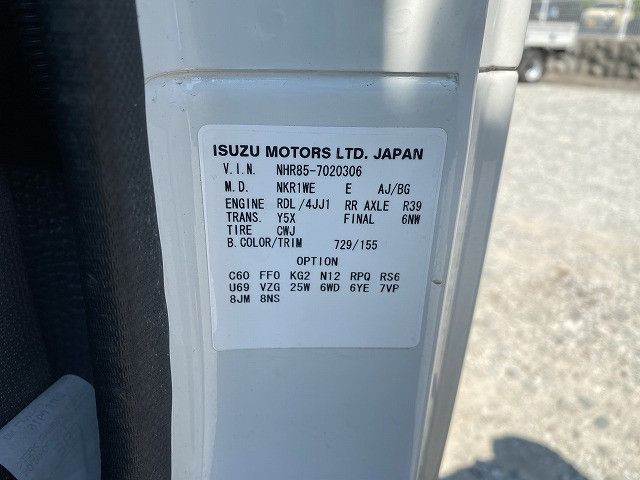 ISUZU MOTORS LTD. JAPAN
V.I.N. NHR85-7020306
M.D. NKR1WE E AJ/BG
ENGINE RDL/4JJ1 RR AXLE R39
TRANS. Y5X FINAL 6NW
TIRE CWJ
B.COLOR/TRIM 729/155
OPTION
C60 FF0 KG2 N12 RPQ RS6
U69 VZG 25W 6WD 6YE 7VP
8JM 8NS